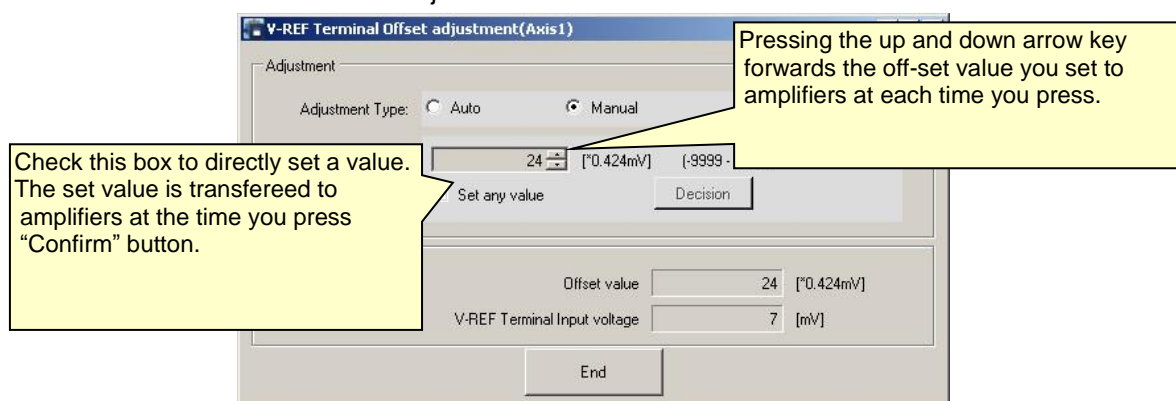 V-REF Terminal Offset adjustment(Axis1)
Adjustment
Adjustment Type: Auto Manual
Pressing the up and down arrow key
forwards the off-set value you set to
amplifiers at each time you press.
24 [*0.424mV] (-9999 -
Set any value Decision
Check this box to directly set a value.
The set value is transfereed to
amplifiers at the time you press
“Confirm” button.
Offset value 24 [*0.424mV]
V-REF Terminal Input voltage 7 [mV]
End